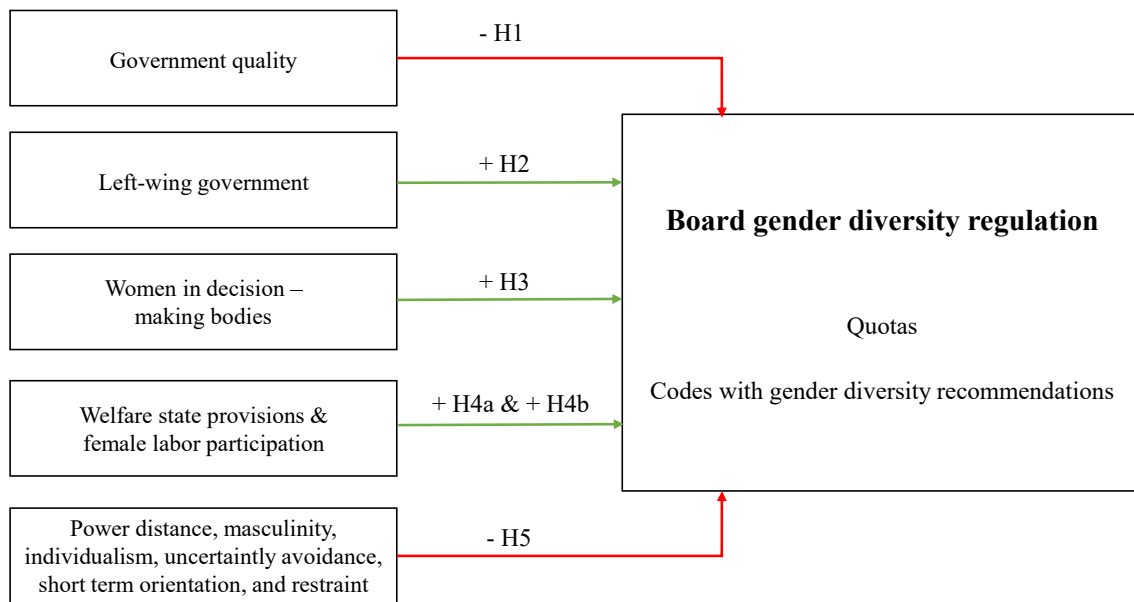 - H1
Government quality
+ H2
Left-wing government
Board gender diversity regulation
+ H3
Women in decision –
making bodies
Quotas
Codes with gender diversity recommendations
+ H4a & + H4b
Welfare state provisions &
female labor participation
Power distance, masculinity,
individualism, uncertaintly avoidance,
short term orientation, and restraint
- H5